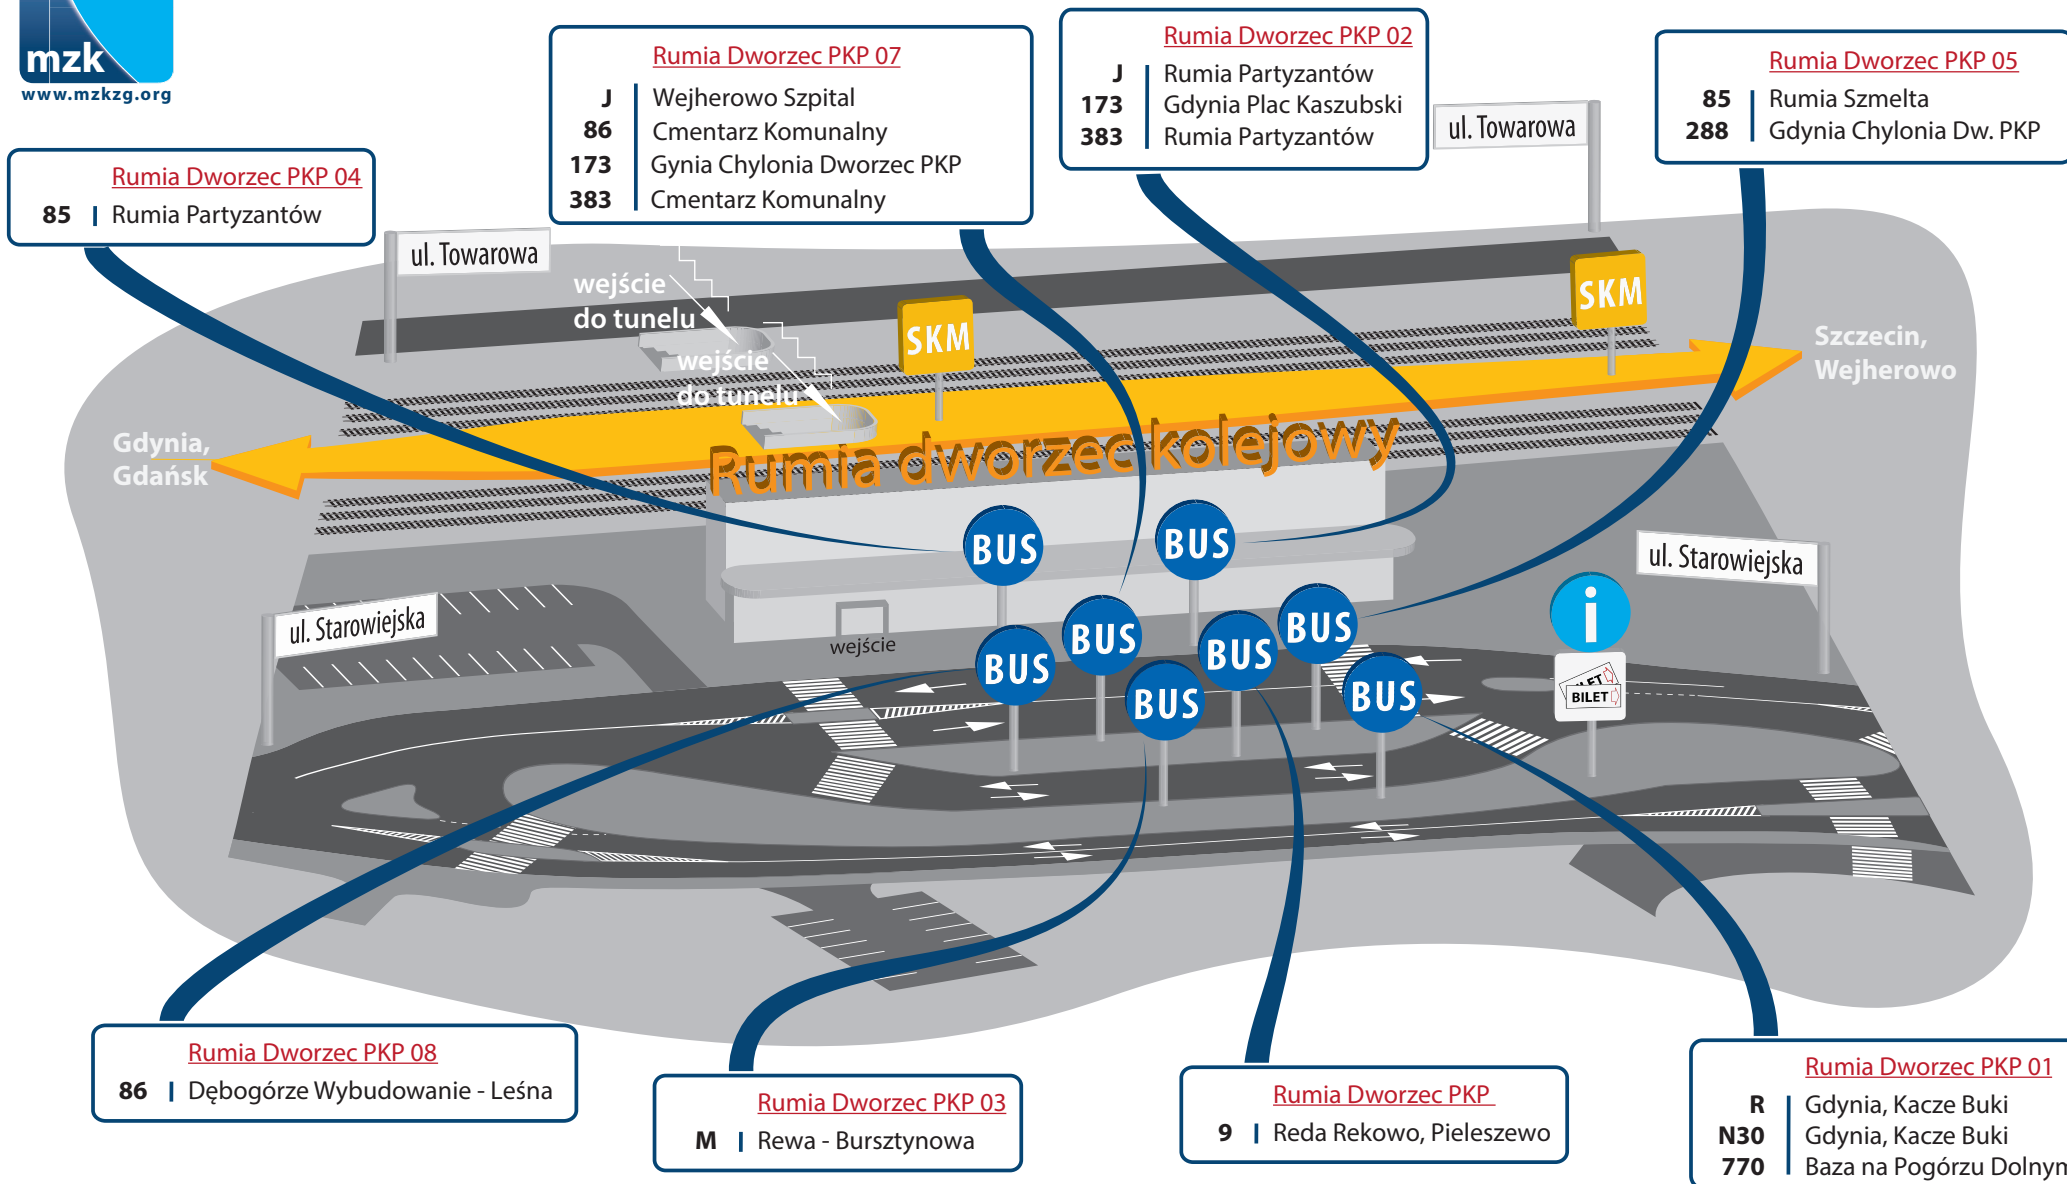 mzk
www.mzkzg.org
Rumia Dworzec PKP 04
85 Rumia Partyzantów
Rumia Dworzec PKP 07
J Wejherowo Szpital
86 Cmentarz Komunalny
173 Gynia Chylonia Dworzec PKP
383 Cmentarz Komunalny
Rumia Dworzec PKP 02
J Rumia Partyzantów
173 Gdynia Plac Kaszubski
383 Rumia Partyzantów
Rumia Dworzec PKP 05
85 Rumia Szmelta
288 Gdynia Chylonia Dw. PKP
ul. Towarowa
ul. Towarowa
wejście
do tunelu
wejście
do tunelu
SKM
SKM
Szczecin,
Wejherowo
Gdynia,
Gdańsk
Rumia dworzec kolejowy
BUS
BUS
ul. Starowiejska
ul. Starowiejska
wejście
BUS
BUS
BUS
BUS
BUS
BUS
i
BILET
BILET
Rumia Dworzec PKP 08
86 Dębogórze Wybudowanie - Leśna
Rumia Dworzec PKP 03
M Rewa - Bursztynowa
Rumia Dworzec PKP
9 Reda Rekowo, Pieleszewo
Rumia Dworzec PKP 01
R Gdynia, Kacze Buki
N30 Gdynia, Kacze Buki
770 Baza na Pogórzu Dolnym